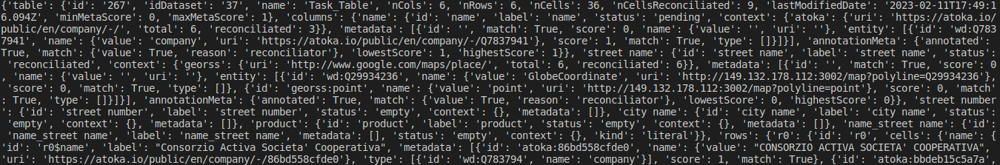 {'table': {'id': '267', 'idDataset': '37', 'name': 'Task_Table', 'nCols': 6, 'nRows': 6, 'nCells': 36, 'nCellsReconciliated': 9, 'lastModifiedDate': '2023-02-11T17:49:1
6.094Z', 'minMetaScore': 0, 'maxMetaScore': 1}, 'columns': {'name': {'id': 'name', 'label': 'name', 'status': 'pending', 'context': {'atoka': {'uri': 'https://atoka.io/
public/en/company/-/', 'total': 6, 'reconciliated': 3}}, 'metadata': [{'id': '', 'match': True, 'score': 0, 'name': {'value': '', 'uri': ''}, 'entity': [{'id': 'wd:Q783
7941', 'name': {'value': 'company', 'uri': 'https://atoka.io/public/en/company/-/Q7837941'}, 'score': 1, 'match': True, 'type': []}]}], 'annotationMeta': {'annotated':
True, 'match': {'value': True, 'reason': 'reconciliator'}, 'lowestScore': 1, 'highestScore': 1}}, 'street name': {'id': 'street name', 'label': 'street name', 'status':
'reconciliated', 'context': {'georss': {'uri': 'http://www.google.com/maps/place/', 'total': 6, 'reconciliated': 6}}, 'metadata': [{'id': '', 'match': True, 'score': 0
, 'name': {'value': '', 'uri': ''}, 'entity': [{'id': 'wd:Q29934236', 'name': {'value': 'GlobeCoordinate', 'uri': 'http://149.132.178.112:3002/map?polyline=Q29934236'},
'score': 0, 'match': True, 'type': []}, {'id': 'georss:point', 'name': {'value': 'point', 'uri': 'http://149.132.178.112:3002/map?polyline=point'}, 'score': 0, 'match'
: True, 'type': []}]}], 'annotationMeta': {'annotated': True, 'match': {'value': True, 'reason': 'reconciliator'}, 'lowestScore': 0, 'highestScore': 0}}, 'street number'
: {'id': 'street number', 'label': 'street number', 'status': 'empty', 'context': {}, 'metadata': []}, 'city name': {'id': 'city name', 'label': 'city name', 'status':
'empty', 'context': {}, 'metadata': []}, 'product': {'id': 'product', 'label': 'product', 'status': 'empty', 'context': {}, 'metadata': []}, 'name_street name': {'id':
'name_street name', 'label': 'name_street name', 'metadata': [], 'status': 'empty', 'context': {}, 'kind': 'literal'}}, 'rows': {'r0': {'id': 'r0', 'cells': {'name': {
'id': 'r0$name', 'label': "Consorzio Activa Societa' Cooperativa", 'metadata': [{'id': 'atoka:86bd558cfde0', 'name': {'value': "CONSORZIO ACTIVA SOCIETA' COOPERATIVA",
'uri': 'https://atoka.io/public/en/company/-/86bd558cfde0'}, 'type': [{'id': 'wd:Q783794', 'name': 'company'}], 'score': 1, 'match': True}, {'id': 'atoka:bbdeb15c5a7a',